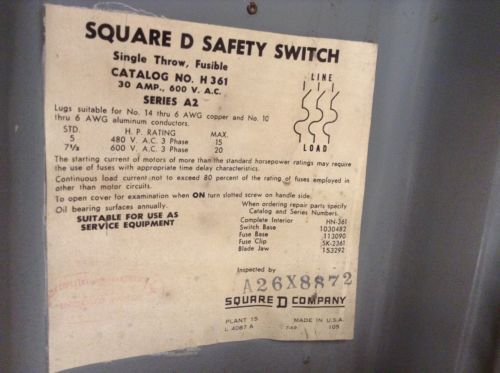 SQUARE D SAFETY SWITCH
Single Throw, Fusible
CATALOG NO. H 361
30 AMP., 600 V. A.C.
SERIES A2
LINE
LOAD
Lugs suitable for No. 14 thru 6 AWG copper and No. 10
thru 6 AWG aluminum conductors.
STD. H. P. RATING MAX.
5 480 V. A.C. 3 Phase 15
7½ 600 V. A.C. 3 Phase 20
The starting current of motors of more than the standard horsepower ratings may require
the use of fuses with appropriate time delay characteristics.
Continuous load current not to exceed 80 percent of the rating of fuses employed in
other than motor circuits.
To open cover for examination when ON turn slotted screw on handle side.
Oil bearing surfaces annually.
SUITABLE FOR USE AS
SERVICE EQUIPMENT
When ordering repair parts specify
Catalog and Series Numbers.
Complete Interior HN-361
Switch Base 1030482
Fuse Base 113090
Fuse Clip SK-2361
Blade Jaw 153292
Inspected by
A26X8872
SQUARE D COMPANY
PLANT 15 MADE IN U.S.A.
L 4087 A 105